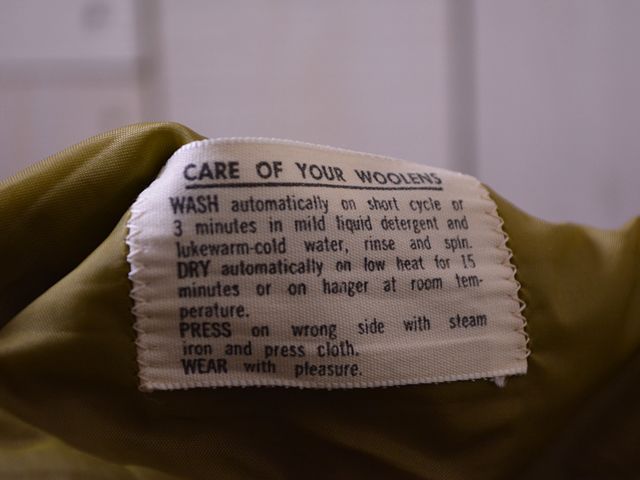 CARE OF YOUR WOOLENS
WASH automatically on short cycle or
3 minutes in mild liquid detergent and
lukewarm-cold water, rinse and spin.
DRY automatically on low heat for 15
minutes or on hanger at room tem-
perature.
PRESS on wrong side with steam
iron and press cloth.
WEAR with pleasure.